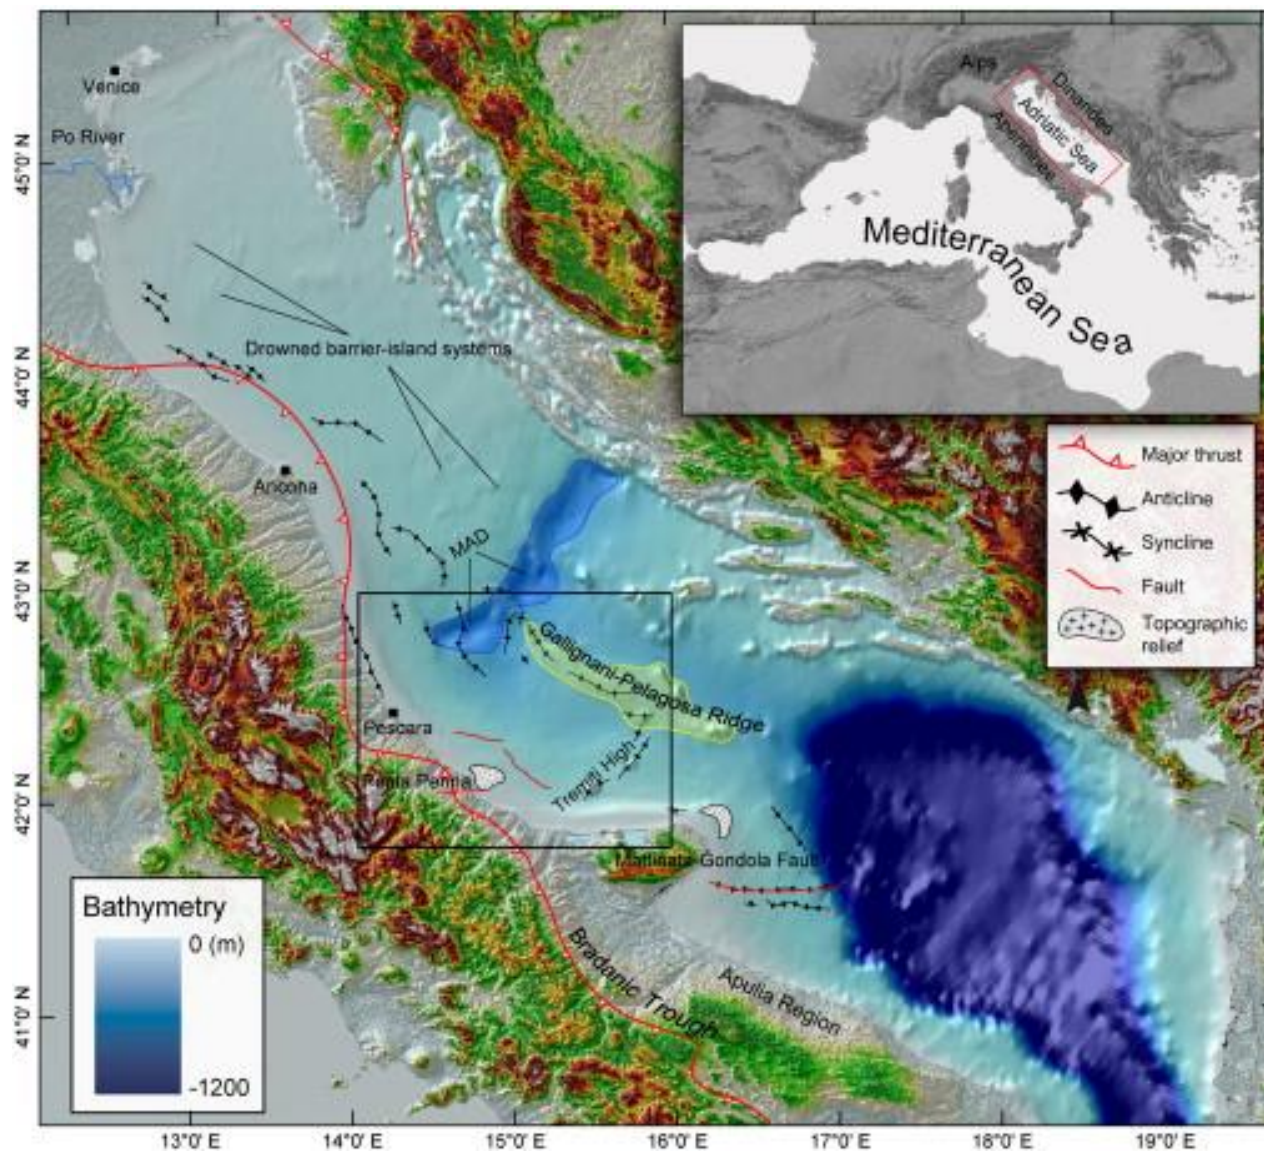 Venice
Po River
Drowned barrier-island systems
Ancona
MAD
Gallignani-Pelagosa Ridge
Pescara
Punta Penna
Tremiti High
Mattinata Gondola Fault
Bradanic Trough
Apulia Region
Alps
Dinarides
Adriatic Sea
Apennines
Mediterranean Sea
Major thrust
Anticline
Syncline
Fault
Topographic
relief
Bathymetry
0 (m)
-1200
45°0' N
44°0' N
43°0' N
42°0' N
41°0' N
13°0' E
14°0' E
15°0' E
16°0' E
17°0' E
18°0' E
19°0' E